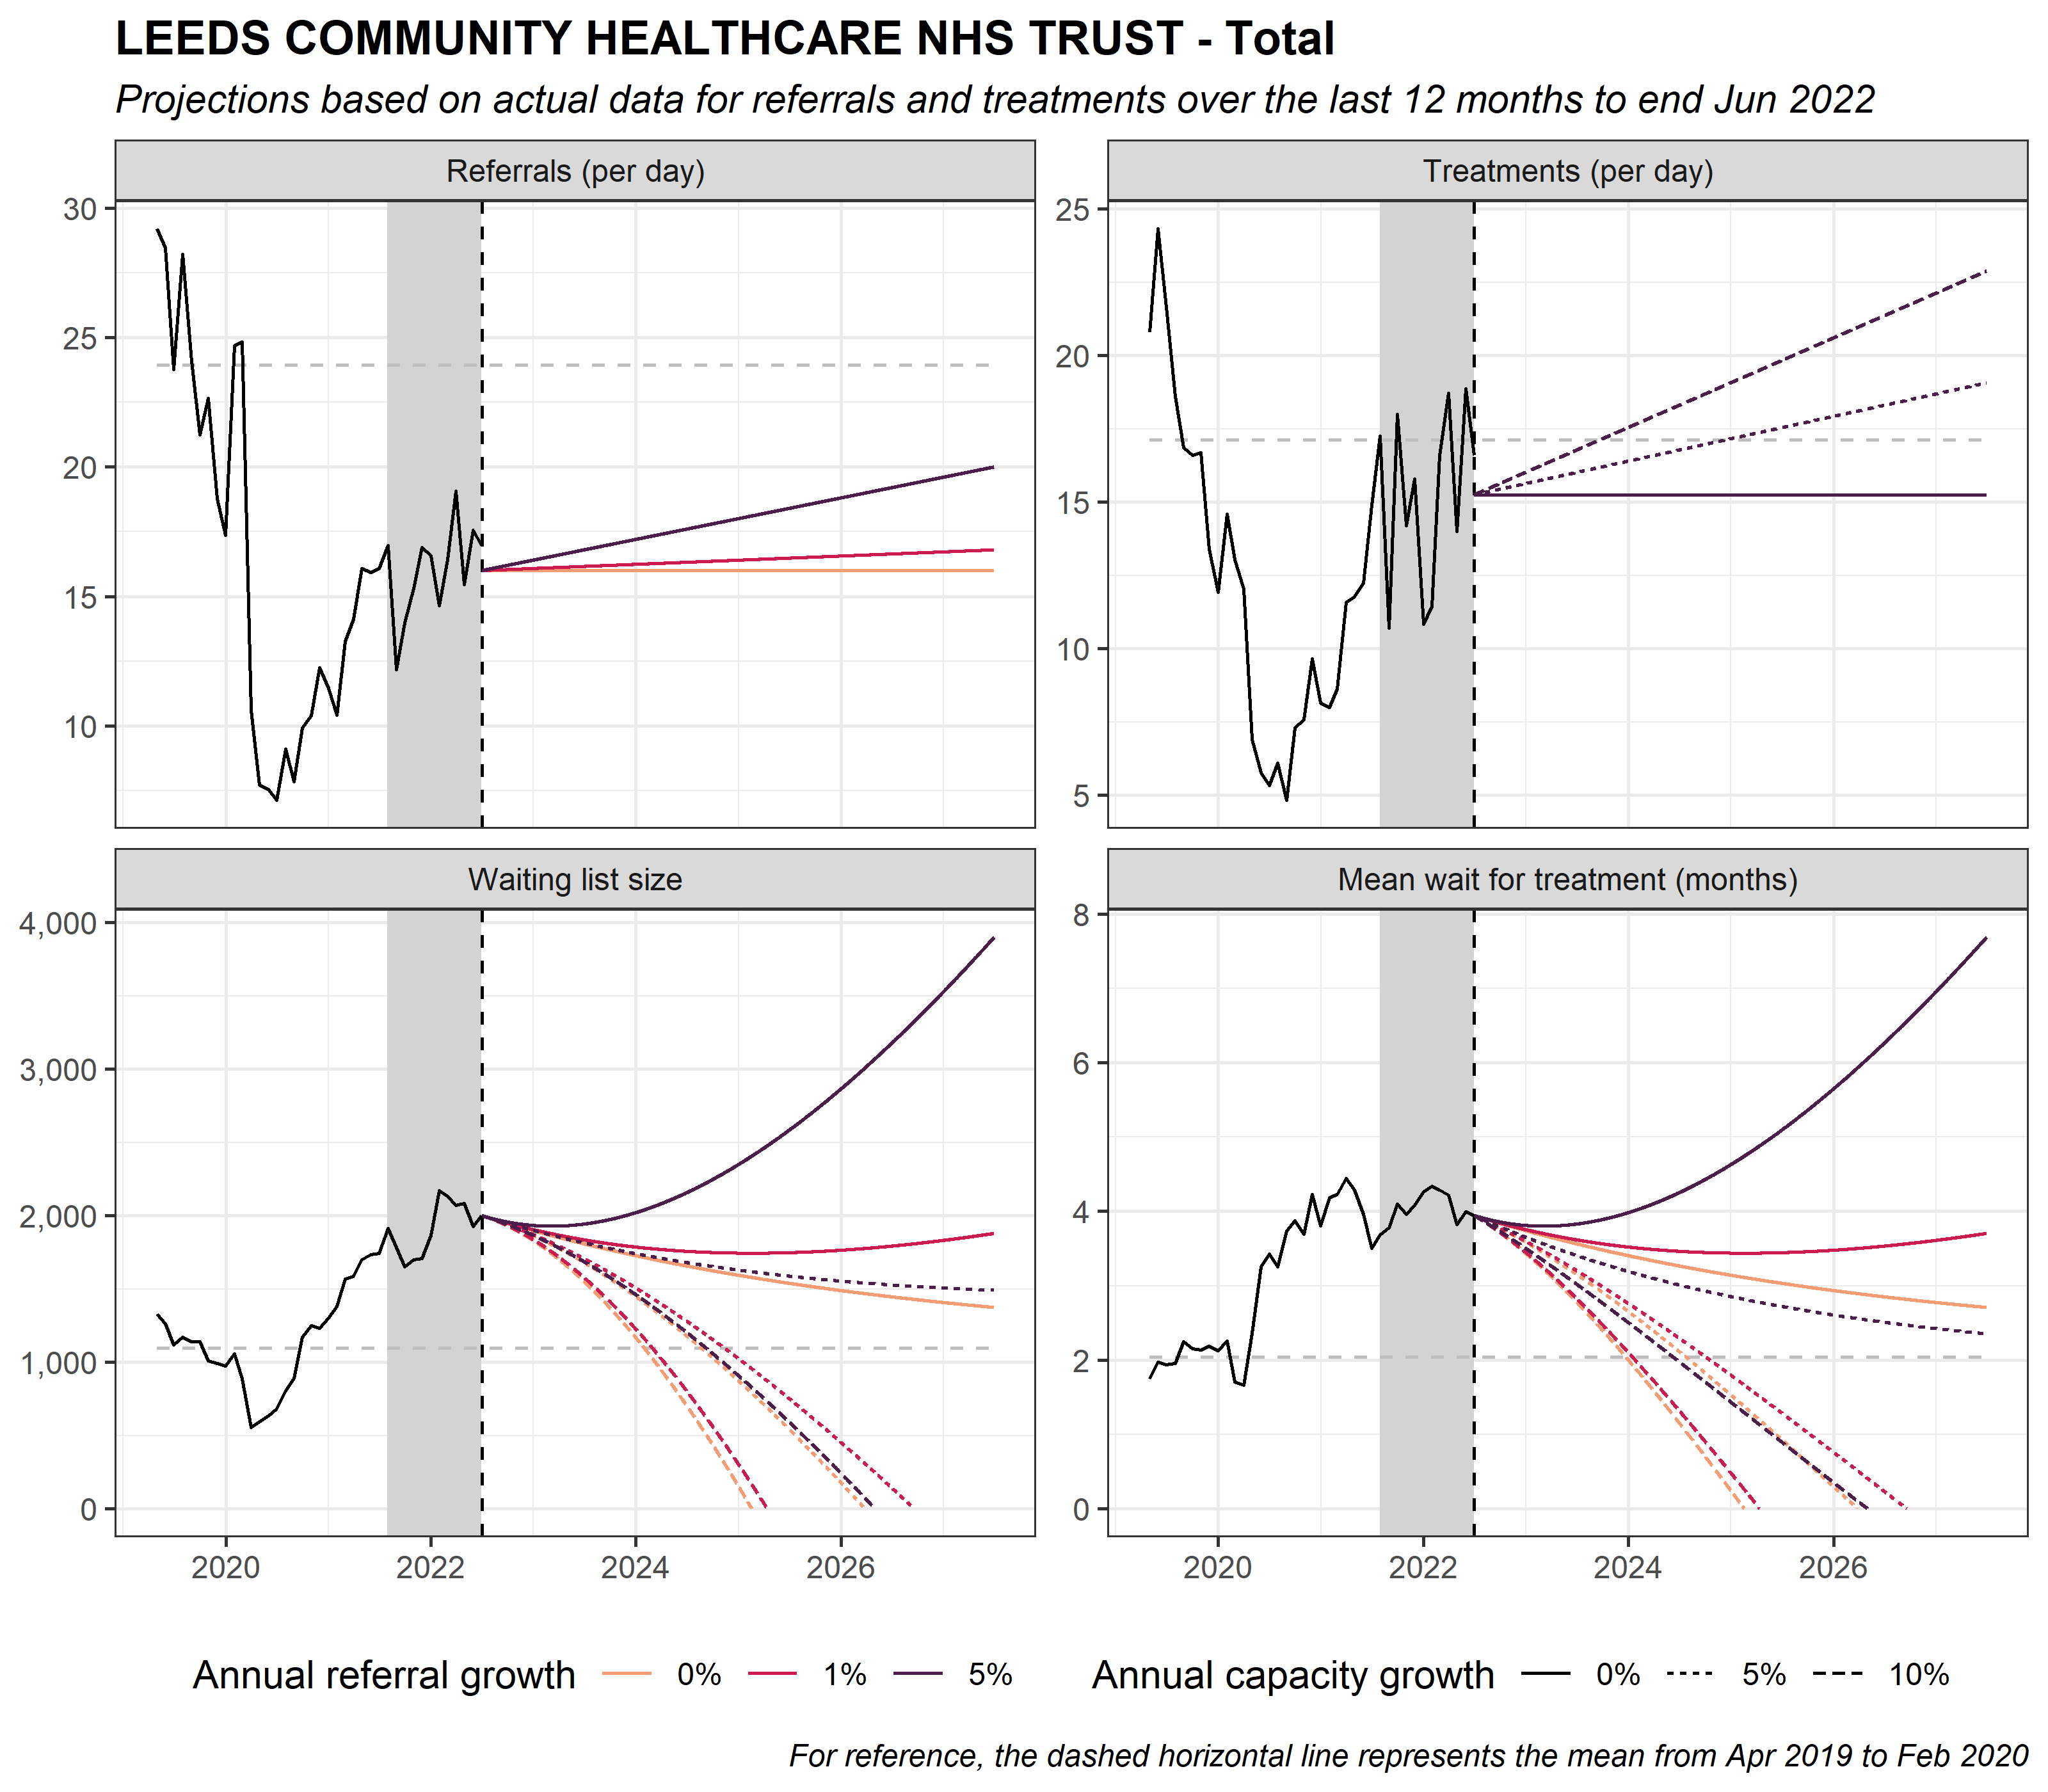 LEEDS COMMUNITY HEALTHCARE NHS TRUST - Total
Projections based on actual data for referrals and treatments over the last 12 months to end Jun 2022
Referrals (per day)
30
25
20
15
10
Treatments (per day)
25
20
15
10
5
Waiting list size
4,000
3,000
2,000
1,000
0
2020 2022 2024 2026
Mean wait for treatment (months)
8
6
4
2
0
2020 2022 2024 2026
Annual referral growth 0% 1% 5%
Annual capacity growth 0% 5% 10%
For reference, the dashed horizontal line represents the mean from Apr 2019 to Feb 2020